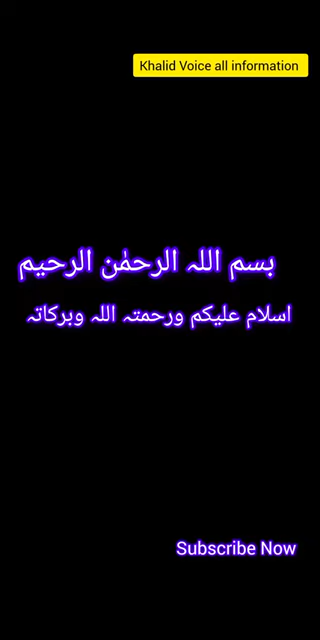 Khalid Voice all information
بسم اللہ الرحمٰن الرحیم
اسلام علیکم ورحمتہ اللہ وبرکاتہ
Subscribe Now